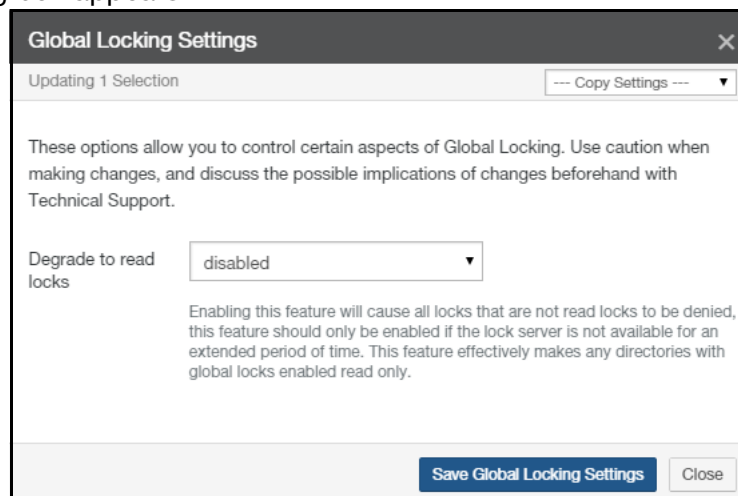 Global Locking Settings
Updating 1 Selection
--- Copy Settings ---
These options allow you to control certain aspects of Global Locking. Use caution when
making changes, and discuss the possible implications of changes beforehand with
Technical Support.
Degrade to read
locks
disabled
Enabling this feature will cause all locks that are not read locks to be denied,
this feature should only be enabled if the lock server is not available for an
extended period of time. This feature effectively makes any directories with
global locks enabled read only.
Save Global Locking Settings
Close